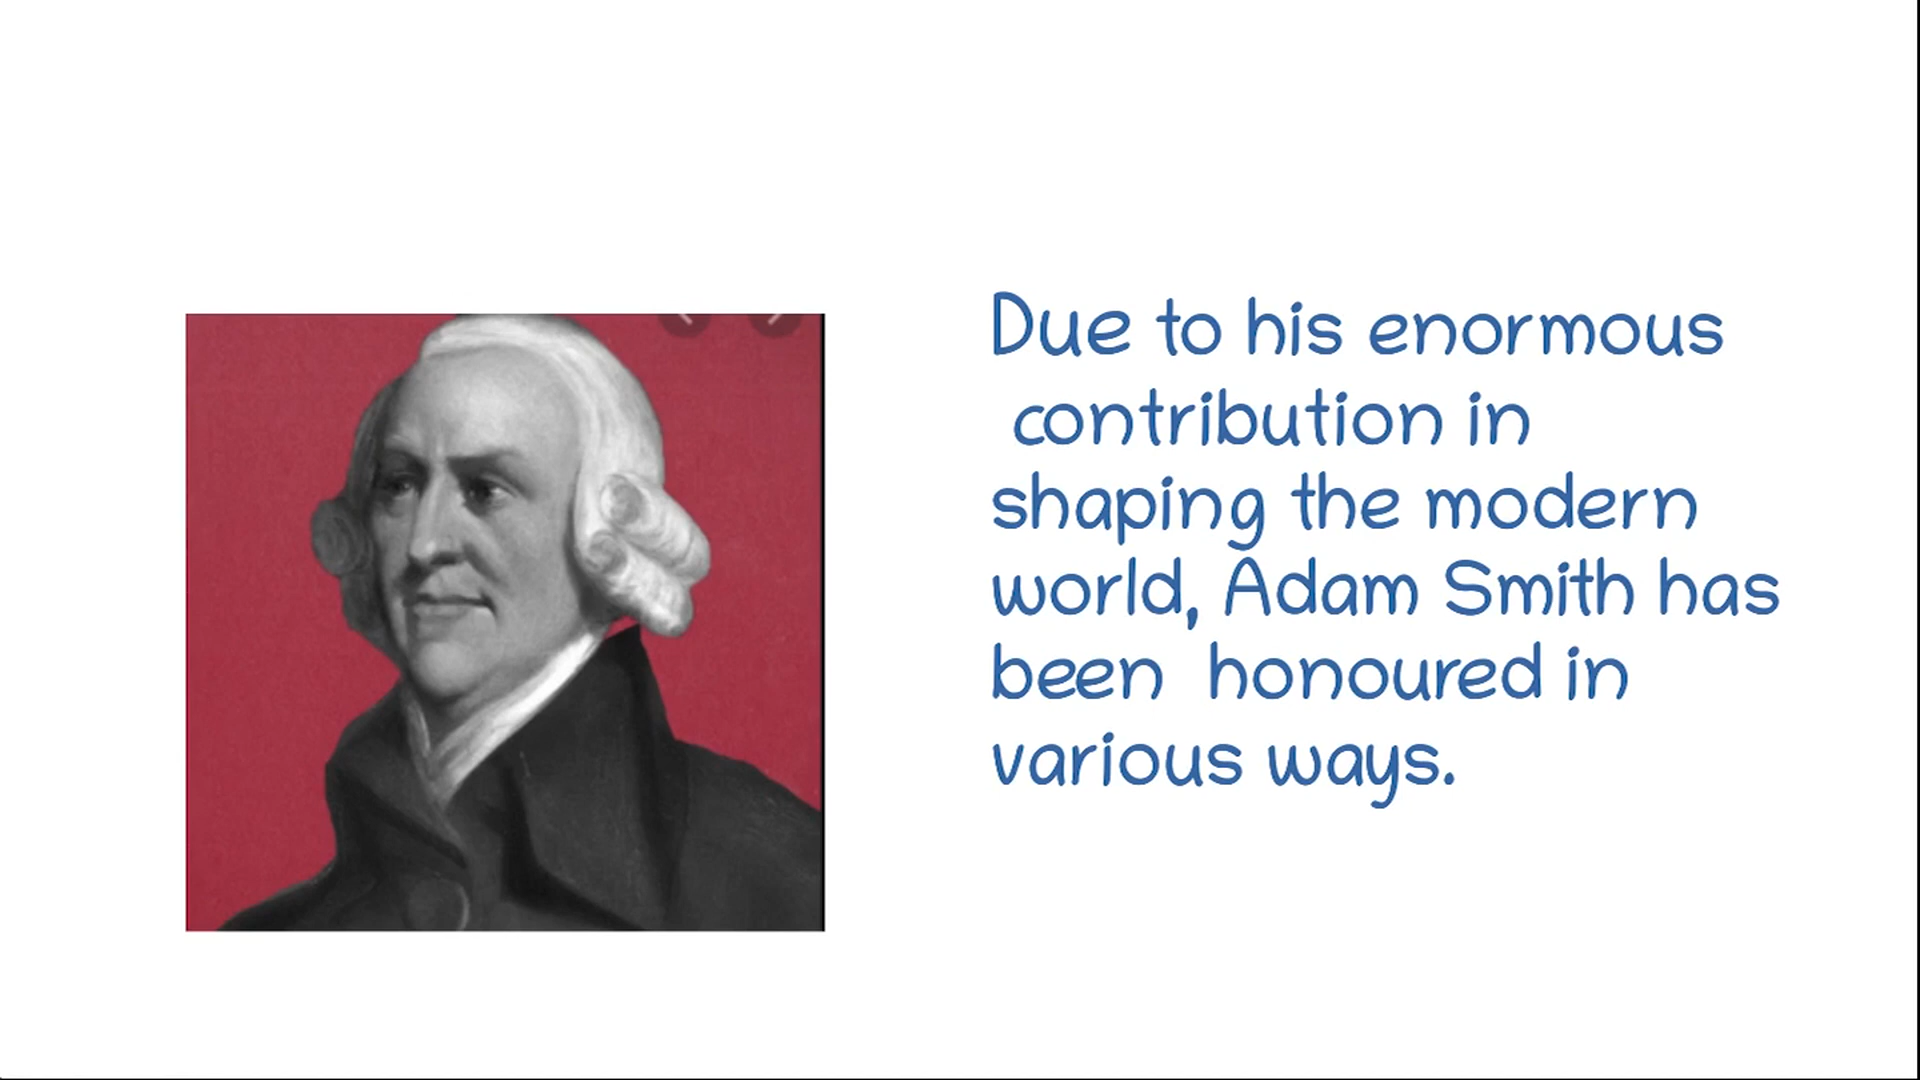 Due to his enormous
contribution in
shaping the modern
world, Adam Smith has
been honoured in
various ways.